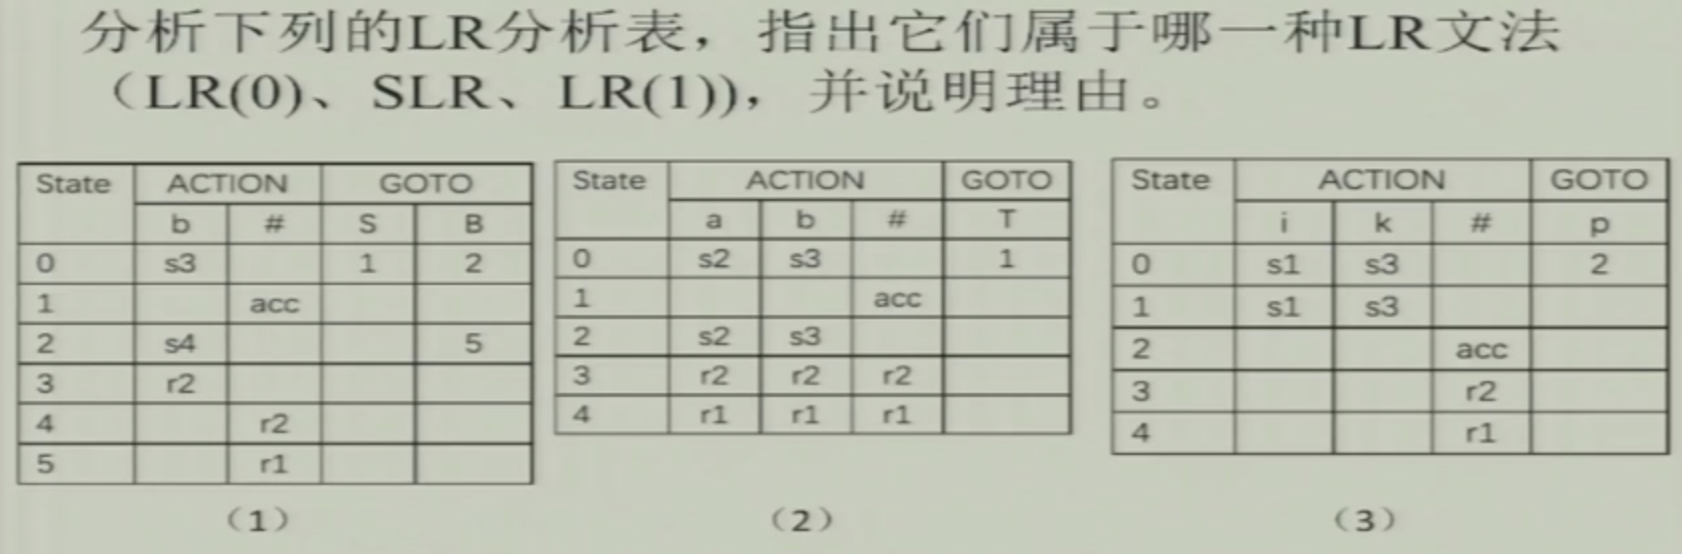 分析下列的LR分析表，指出它们属于哪一种LR文法
（LR(0)、SLR、LR(1))，并说明理由。
State ACTION GOTO
b # S B
0 s3 1 2
1 acc
2 s4 5
3 r2
4 r2
5 r1
（1）
State ACTION GOTO
a b # T
0 s2 s3 1
1 acc
2 s2 s3
3 r2 r2 r2
4 r1 r1 r1
（2）
State ACTION GOTO
i k # p
0 s1 s3 2
1 s1 s3
2 acc
3 r2
4 r1
（3）